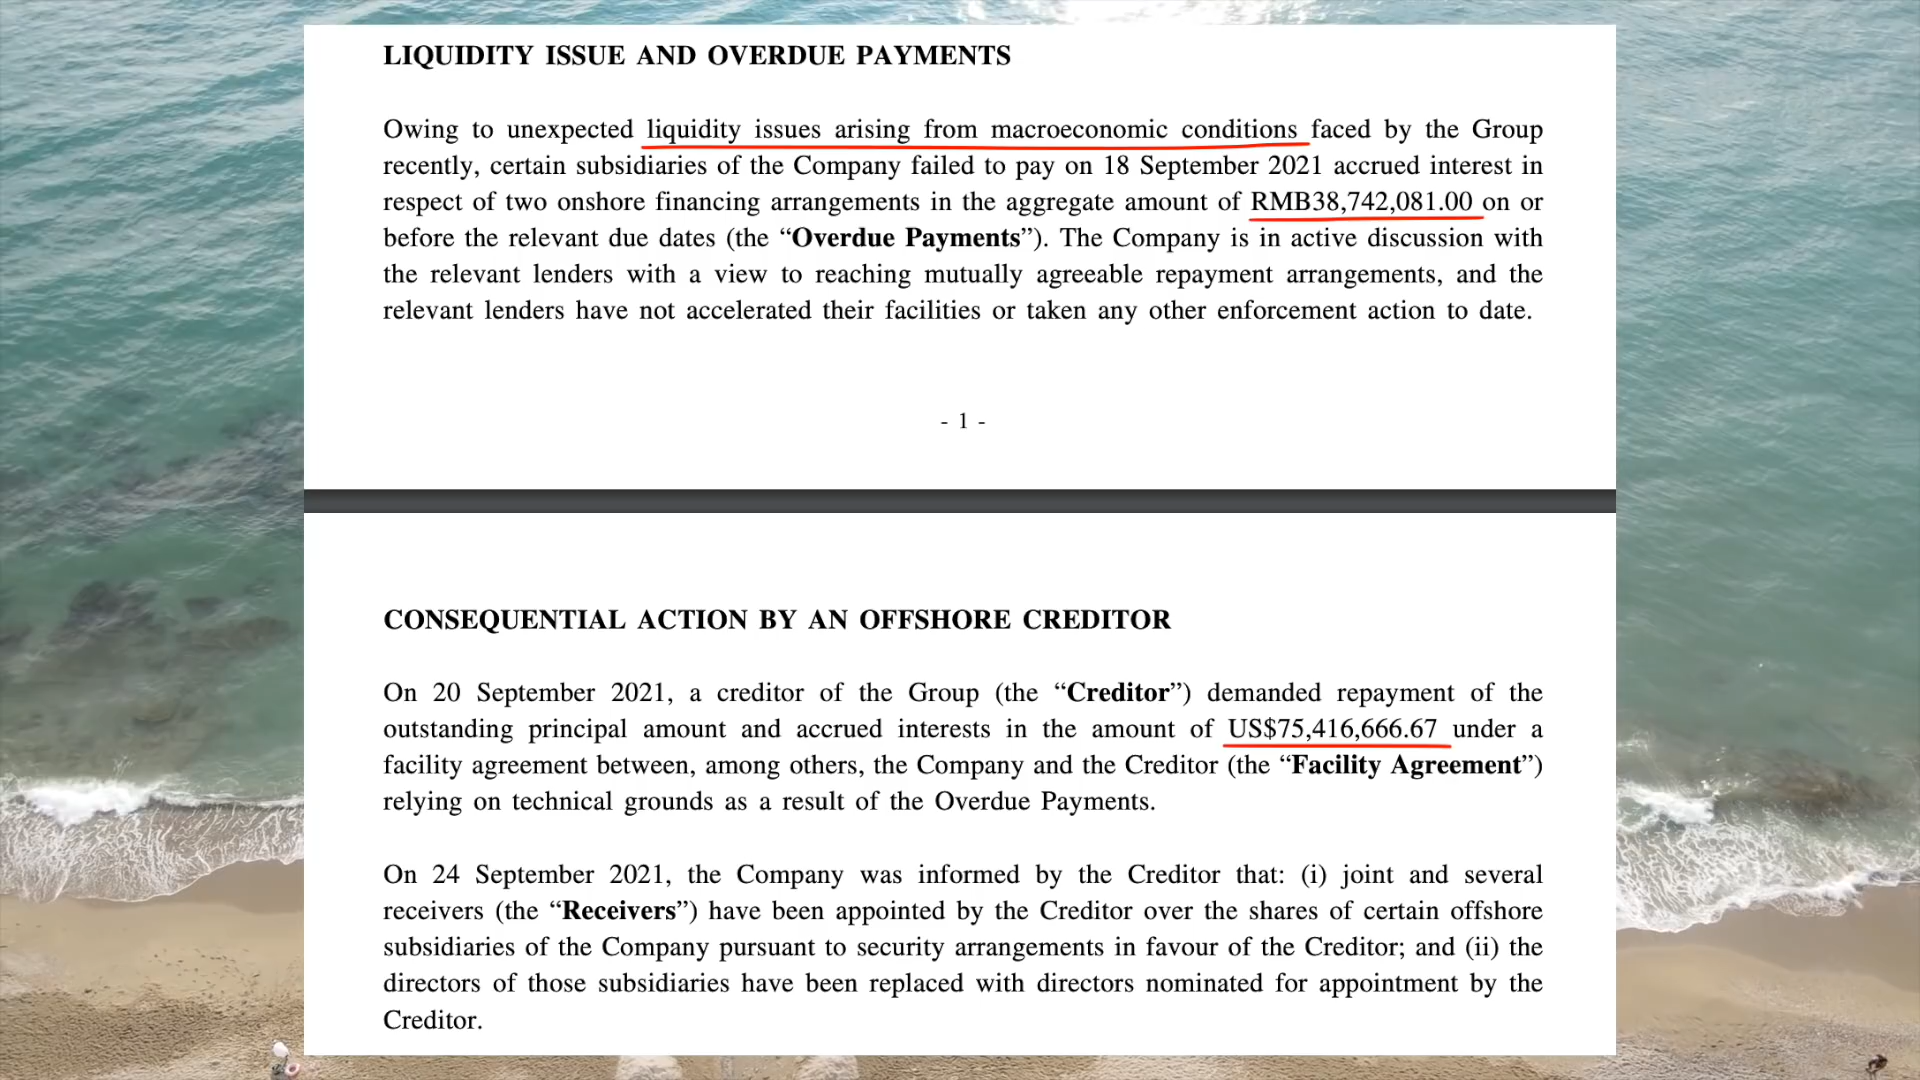 LIQUIDITY ISSUE AND OVERDUE PAYMENTS
Owing to unexpected liquidity issues arising from macroeconomic conditions faced by the Group
recently, certain subsidiaries of the Company failed to pay on 18 September 2021 accrued interest in
respect of two onshore financing arrangements in the aggregate amount of RMB38,742,081.00 on or
before the relevant due dates (the “Overdue Payments”). The Company is in active discussion with
the relevant lenders with a view to reaching mutually agreeable repayment arrangements, and the
relevant lenders have not accelerated their facilities or taken any other enforcement action to date.
- 1 -
CONSEQUENTIAL ACTION BY AN OFFSHORE CREDITOR
On 20 September 2021, a creditor of the Group (the “Creditor”) demanded repayment of the
outstanding principal amount and accrued interests in the amount of US$75,416,666.67 under a
facility agreement between, among others, the Company and the Creditor (the “Facility Agreement”)
relying on technical grounds as a result of the Overdue Payments.
On 24 September 2021, the Company was informed by the Creditor that: (i) joint and several
receivers (the “Receivers”) have been appointed by the Creditor over the shares of certain offshore
subsidiaries of the Company pursuant to security arrangements in favour of the Creditor; and (ii) the
directors of those subsidiaries have been replaced with directors nominated for appointment by the
Creditor.